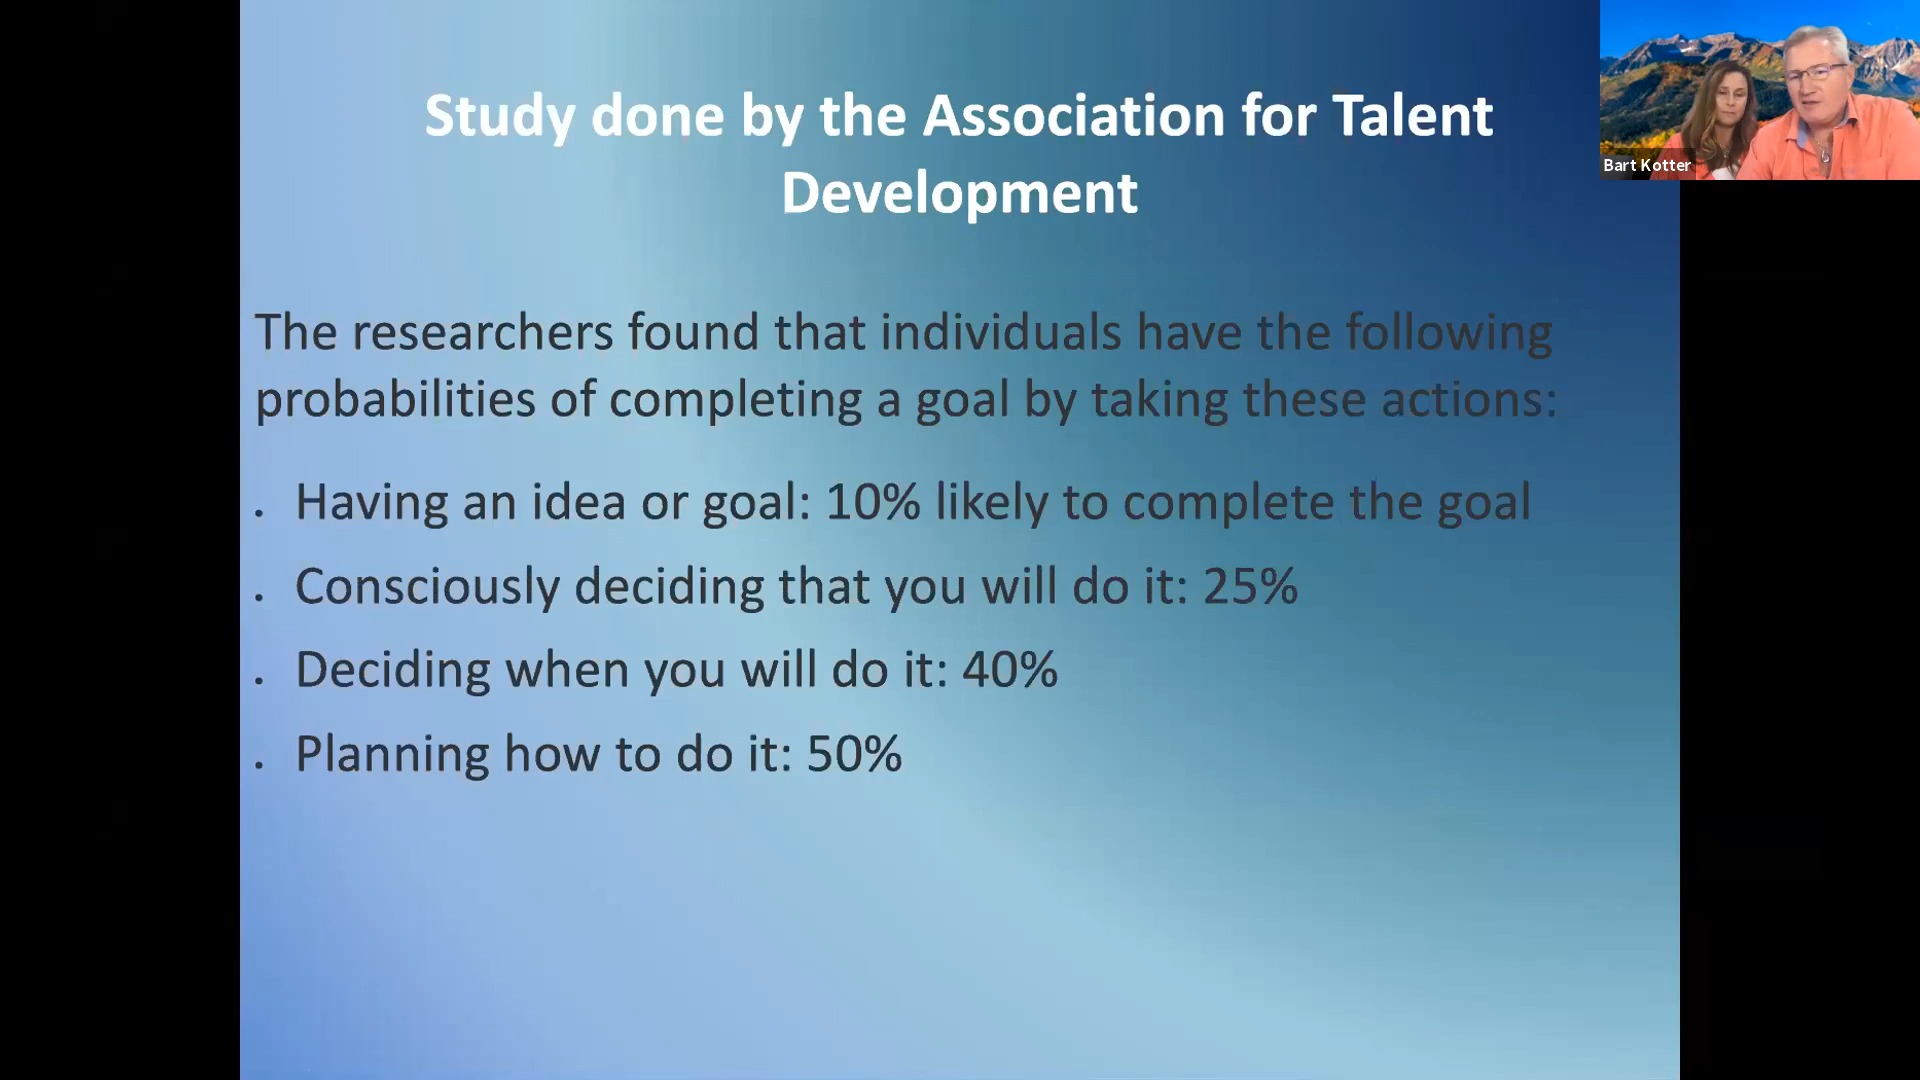 Study done by the Association for Talent
Development
Bart Kotter
The researchers found that individuals have the following
probabilities of completing a goal by taking these actions:
• Having an idea or goal: 10% likely to complete the goal
• Consciously deciding that you will do it: 25%
• Deciding when you will do it: 40%
• Planning how to do it: 50%